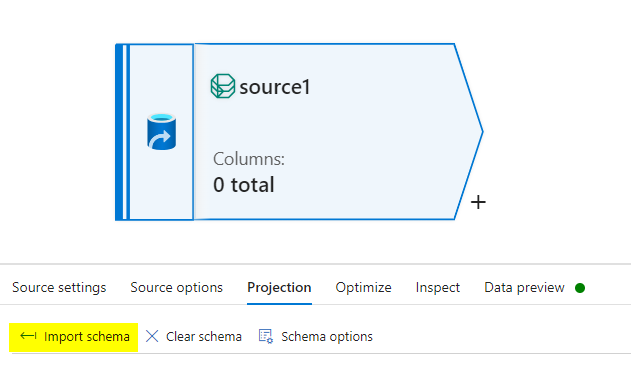 source1
Columns:
0 total
+
Source settings Source options Projection Optimize Inspect Data preview
Import schema Clear schema Schema options